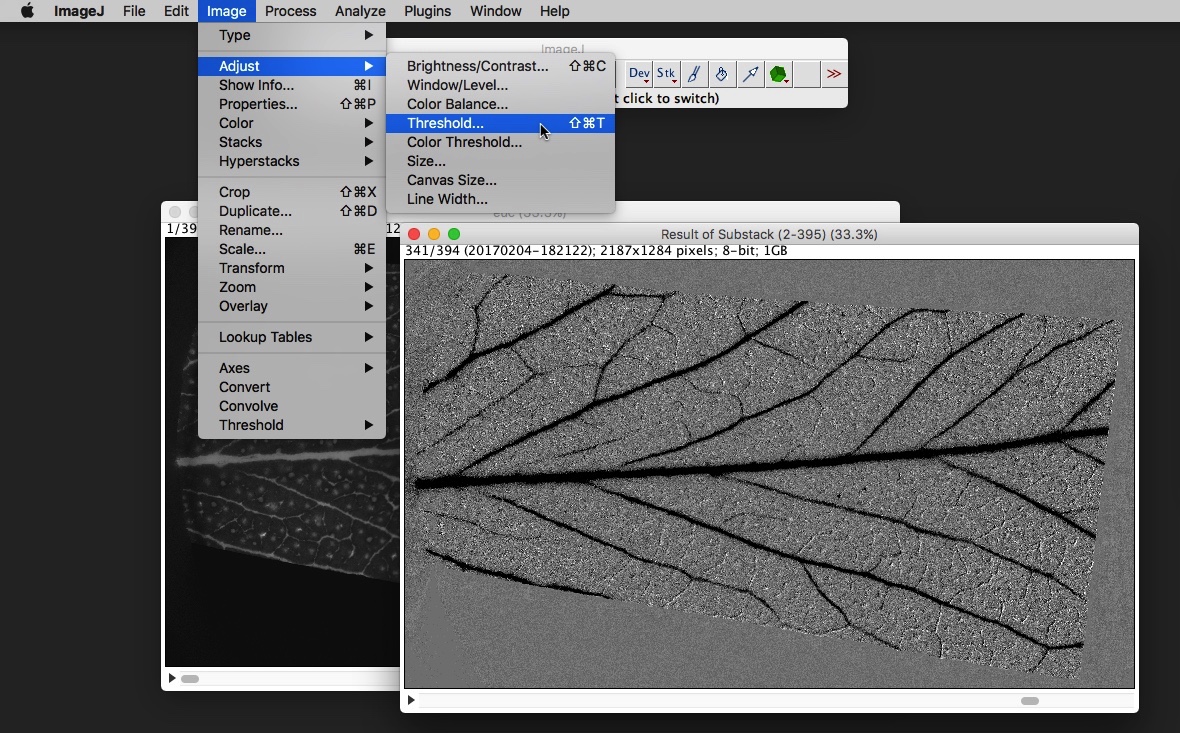 ImageJ File Edit Image Process Analyze Plugins Window Help
ImageJ
Type
Adjust
Show Info... ⌘I
Properties... ⇧⌘P
Color
Stacks
Hyperstacks
Crop ⇧⌘X
Duplicate... ⇧⌘D
Rename...
Scale... ⌘E
Transform
Zoom
Overlay
Lookup Tables
Axes
Convert
Convolve
Threshold
Brightness/Contrast... ⇧⌘C
Window/Level...
Color Balance...
Threshold... ⇧⌘T
Color Threshold...
Size...
Canvas Size...
Line Width...
Dev Stk >>
t click to switch)
euc (33.3%)
1/39 12
Result of Substack (2-395) (33.3%)
341/394 (20170204-182122); 2187x1284 pixels; 8-bit; 1GB